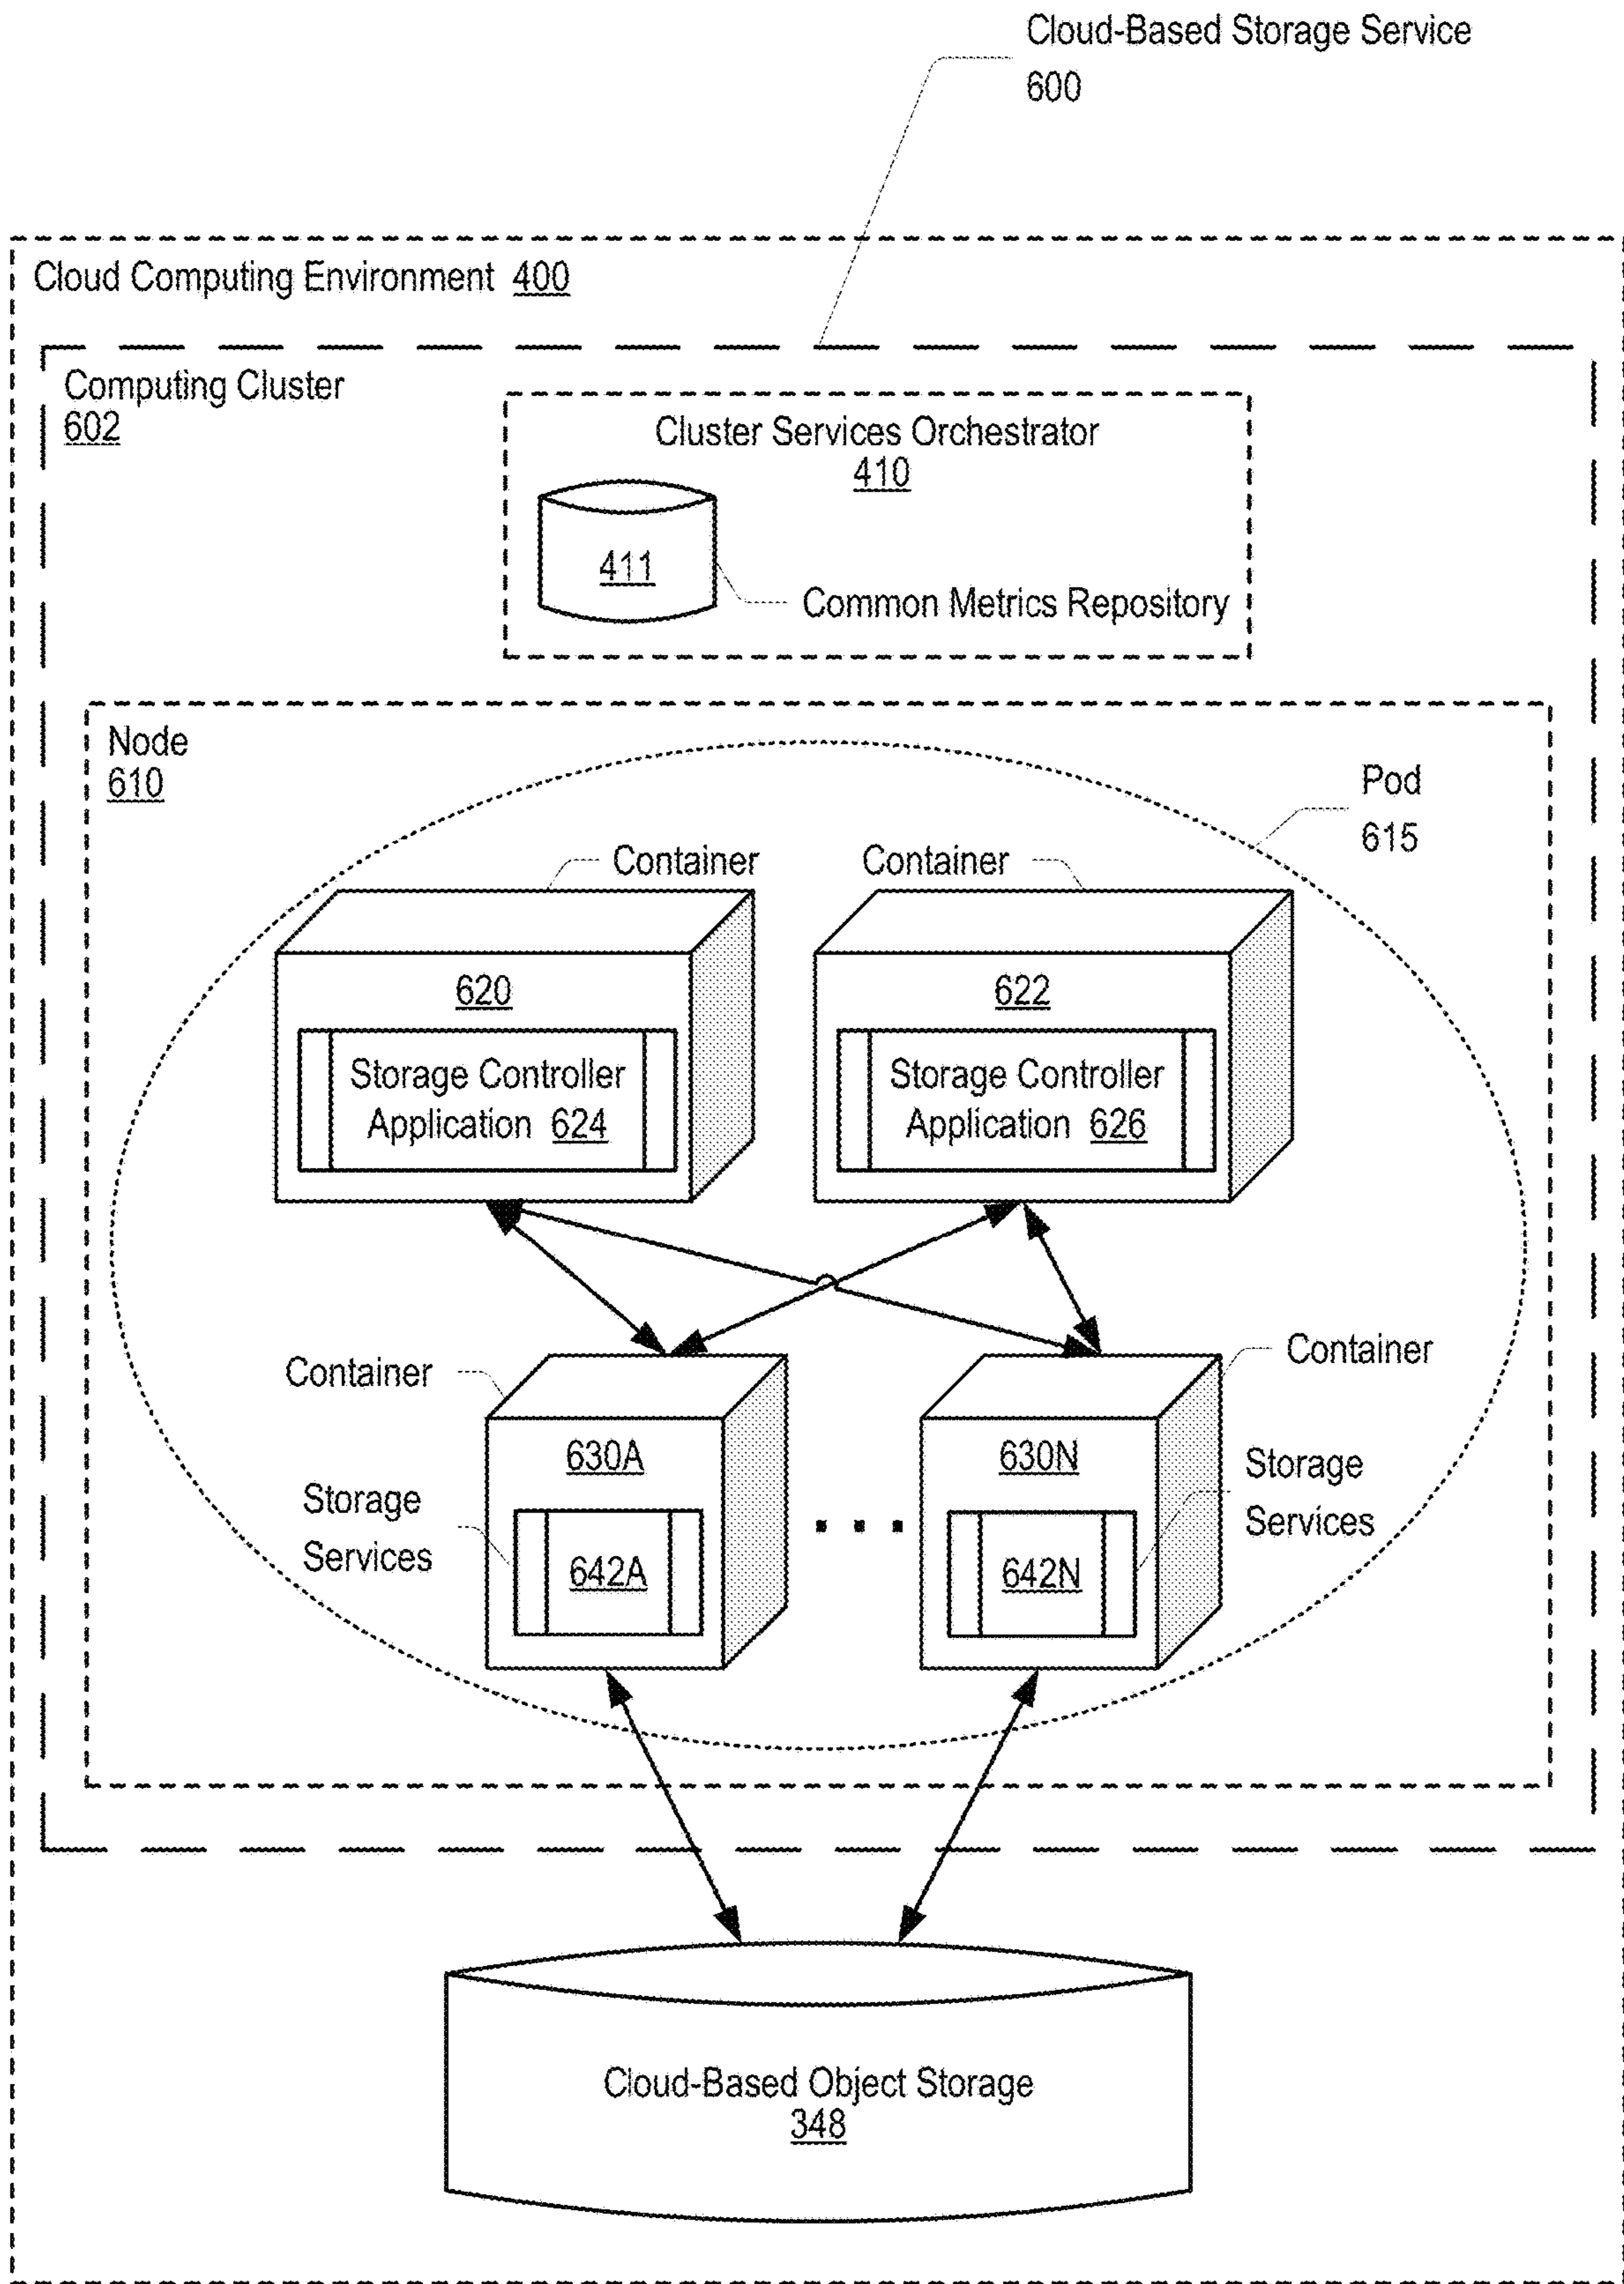 Cloud-Based Storage Service
600
Cloud Computing Environment 400
Computing Cluster
602
Cluster Services Orchestrator
410
411
Common Metrics Repository
Node
610
Pod
615
Container
Container
620
622
Storage Controller
Application 624
Storage Controller
Application 626
Container
Container
630A
630N
Storage
Services
Storage
Services
642A
642N
Cloud-Based Object Storage
348